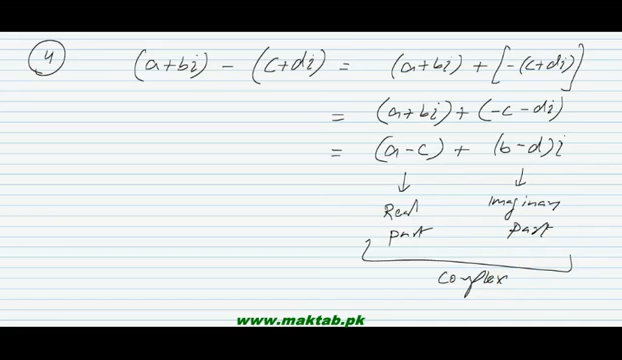 4 (a+bi) - (c+di) = (a+bi) + [-(c+di)]
= (a+bi) + (-c-di)
= (a-c) + (b-d)i
↓ ↓
Real Imaginary
part part
complex
www.maktab.pk